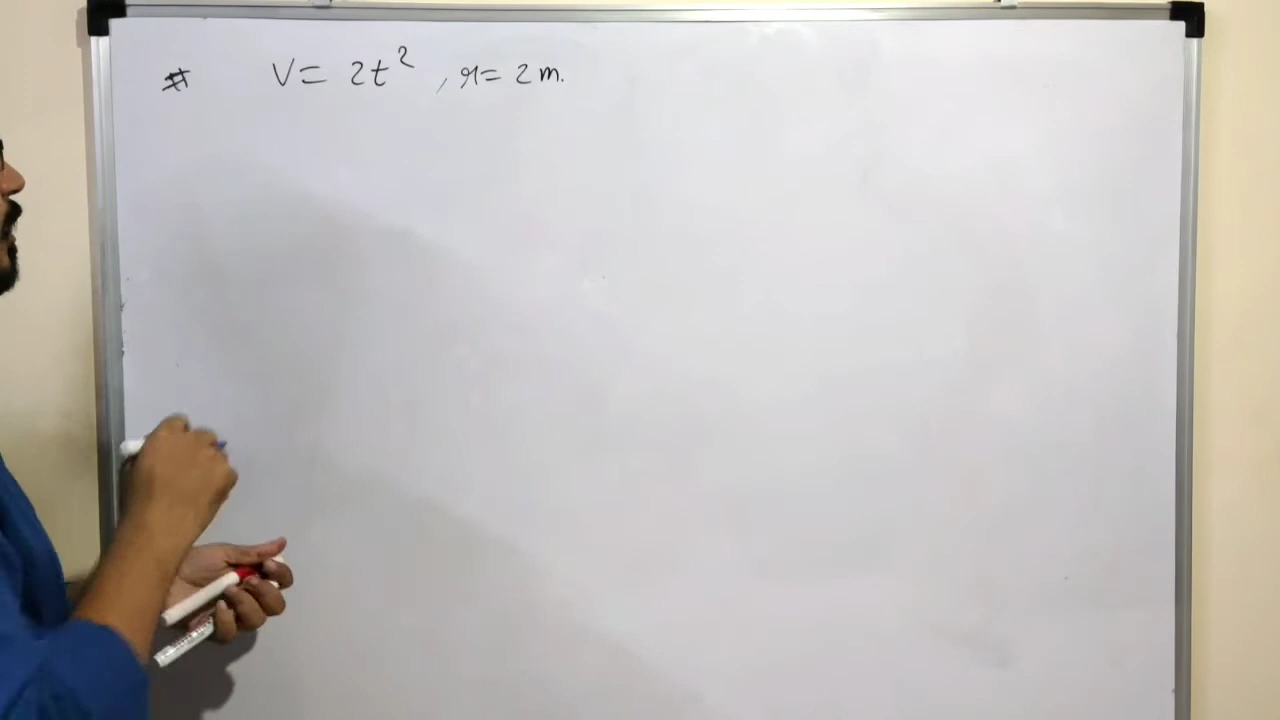 # V = 2t², r = 2 m.